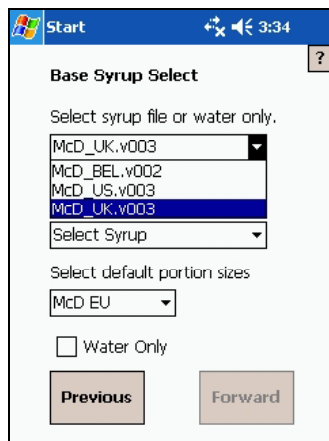 Start 3:34
?
Base Syrup Select
Select syrup file or water only.
McD_UK.v003
McD_BEL.v002
McD_US.v003
McD_UK.v003
Select Syrup
Select default portion sizes
McD EU
Water Only
Previous Forward